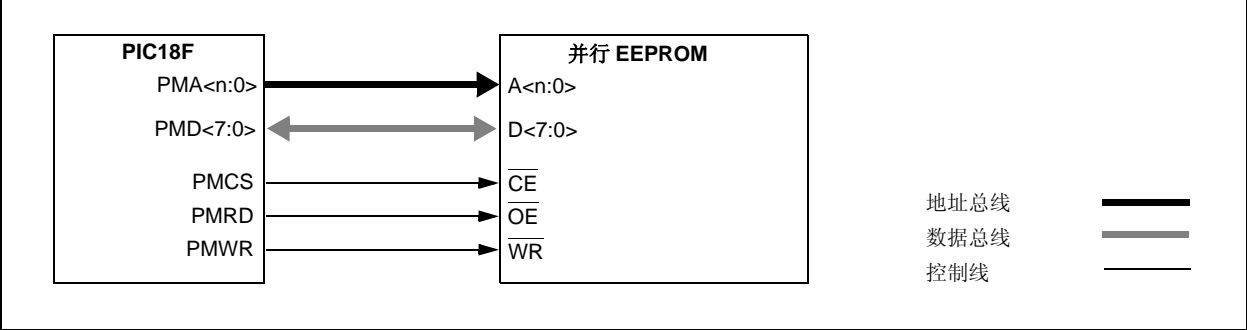 PIC18F
并行 EEPROM
PMA<n:0>
A<n:0>
PMD<7:0>
D<7:0>
PMCS
CE
PMRD
OE
PMWR
WR
地址总线
数据总线
控制线